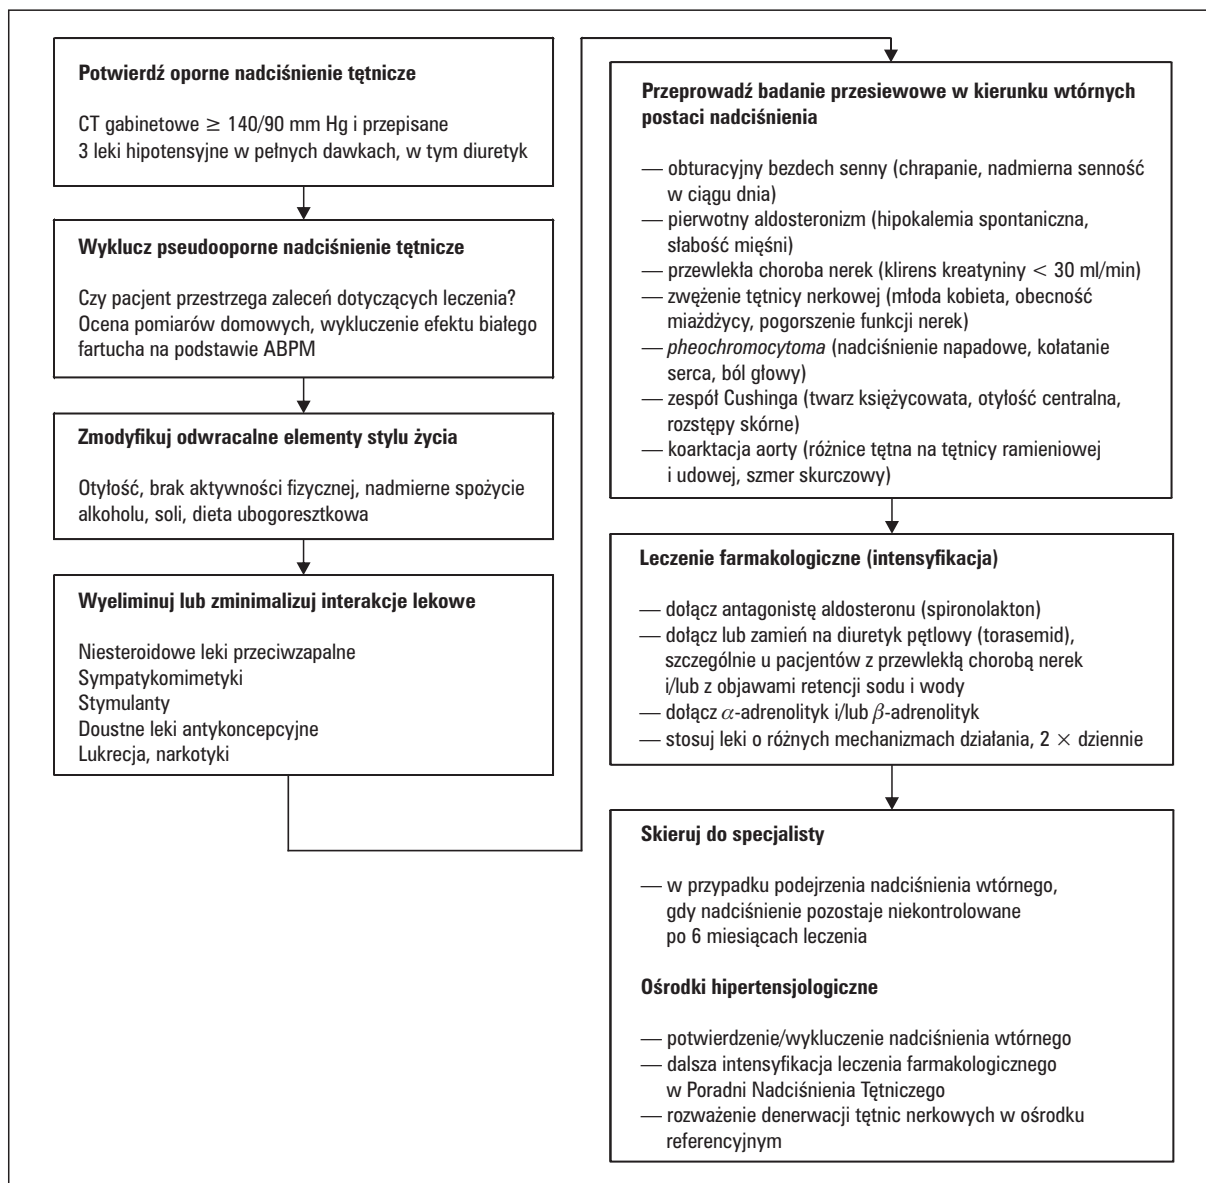 Potwierdź oporne nadciśnienie tętnicze
CT gabinetowe ≥ 140/90 mm Hg i przepisane
3 leki hipotensyjne w pełnych dawkach, w tym diuretyk
Wyklucz pseudooporne nadciśnienie tętnicze
Czy pacjent przestrzega zaleceń dotyczących leczenia?
Ocena pomiarów domowych, wykluczenie efektu białego
fartucha na podstawie ABPM
Zmodyfikuj odwracalne elementy stylu życia
Otyłość, brak aktywności fizycznej, nadmierne spożycie
alkoholu, soli, dieta ubogoresztkowa
Wyeliminuj lub zminimalizuj interakcje lekowe
Niesteroidowe leki przeciwzapalne
Sympatykomimetyki
Stymulanty
Doustne leki antykoncepcyjne
Lukrecja, narkotyki
Przeprowadź badanie przesiewowe w kierunku wtórnych
postaci nadciśnienia
— obturacyjny bezdech senny (chrapanie, nadmierna senność
w ciągu dnia)
— pierwotny aldosteronizm (hipokalemia spontaniczna,
słabość mięśni)
— przewlekła choroba nerek (klirens kreatyniny < 30 ml/min)
— zwężenie tętnicy nerkowej (młoda kobieta, obecność
miażdżycy, pogorszenie funkcji nerek)
— pheochromocytoma (nadciśnienie napadowe, kołatanie
serca, ból głowy)
— zespół Cushinga (twarz księżycowata, otyłość centralna,
rozstępy skórne)
— koarktacja aorty (różnice tętna na tętnicy ramieniowej
i udowej, szmer skurczowy)
Leczenie farmakologiczne (intensyfikacja)
— dołącz antagonistę aldosteronu (spironolakton)
— dołącz lub zamień na diuretyk pętlowy (torasemid),
szczególnie u pacjentów z przewlekłą chorobą nerek
i/lub z objawami retencji sodu i wody
— dołącz α-adrenolityk i/lub β-adrenolityk
— stosuj leki o różnych mechanizmach działania, 2 × dziennie
Skieruj do specjalisty
— w przypadku podejrzenia nadciśnienia wtórnego,
gdy nadciśnienie pozostaje niekontrolowane
po 6 miesiącach leczenia
Ośrodki hipertensjologiczne
— potwierdzenie/wykluczenie nadciśnienia wtórnego
— dalsza intensyfikacja leczenia farmakologicznego
w Poradni Nadciśnienia Tętniczego
— rozważenie denerwacji tętnic nerkowych w ośrodku
referencyjnym